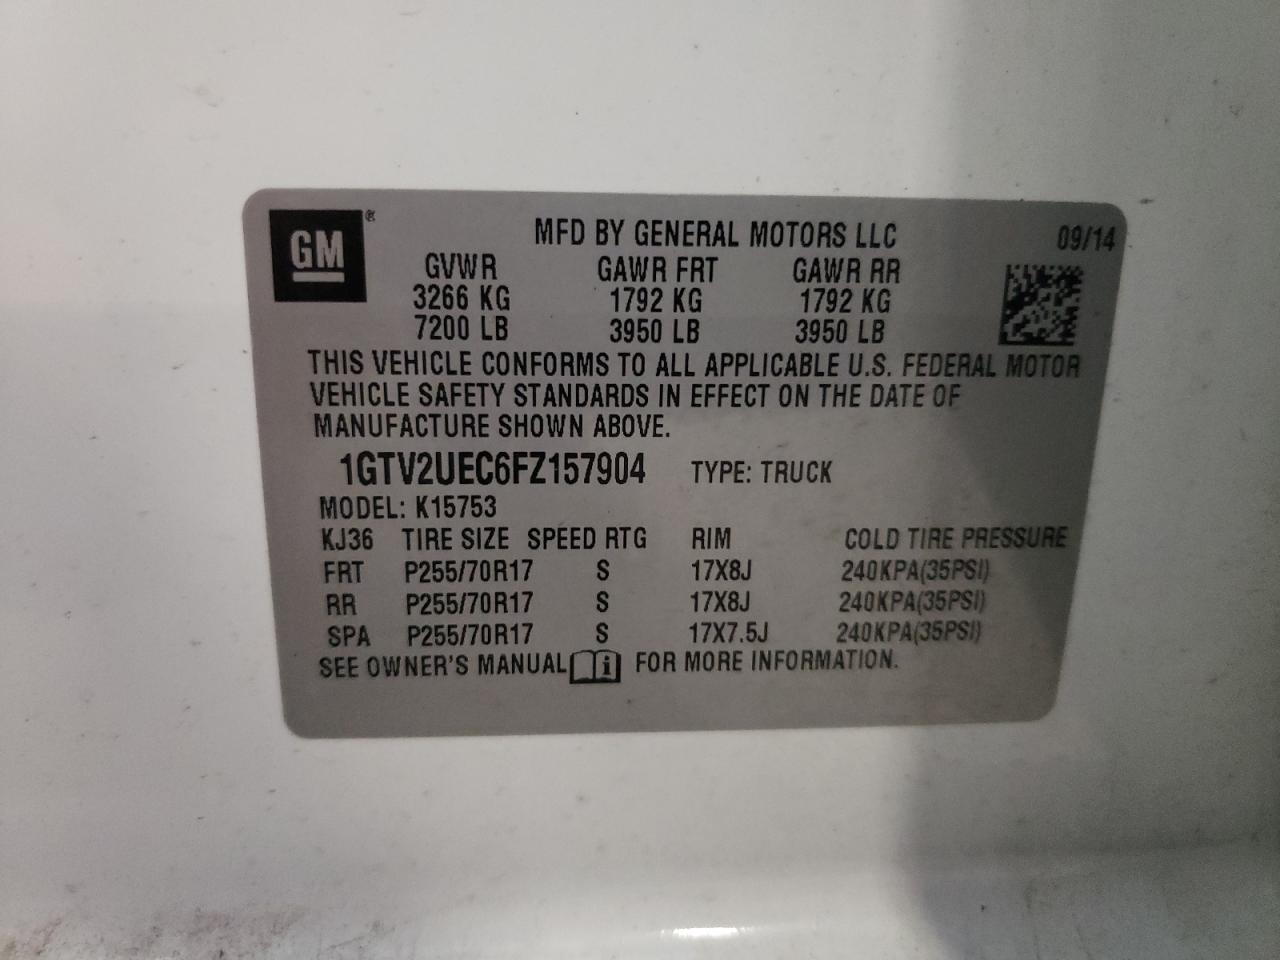 GM ® MFD BY GENERAL MOTORS LLC 09/14
GVWR GAWR FRT GAWR RR
3266 KG 1792 KG 1792 KG
7200 LB 3950 LB 3950 LB
THIS VEHICLE CONFORMS TO ALL APPLICABLE U.S. FEDERAL MOTOR
VEHICLE SAFETY STANDARDS IN EFFECT ON THE DATE OF
MANUFACTURE SHOWN ABOVE.
1GTV2UEC6FZ157904 TYPE: TRUCK
MODEL: K15753
KJ36 TIRE SIZE SPEED RTG RIM COLD TIRE PRESSURE
FRT P255/70R17 S 17X8J 240KPA(35PSI)
RR P255/70R17 S 17X8J 240KPA(35PSI)
SPA P255/70R17 S 17X7.5J 240KPA(35PSI)
SEE OWNER'S MANUAL i FOR MORE INFORMATION.